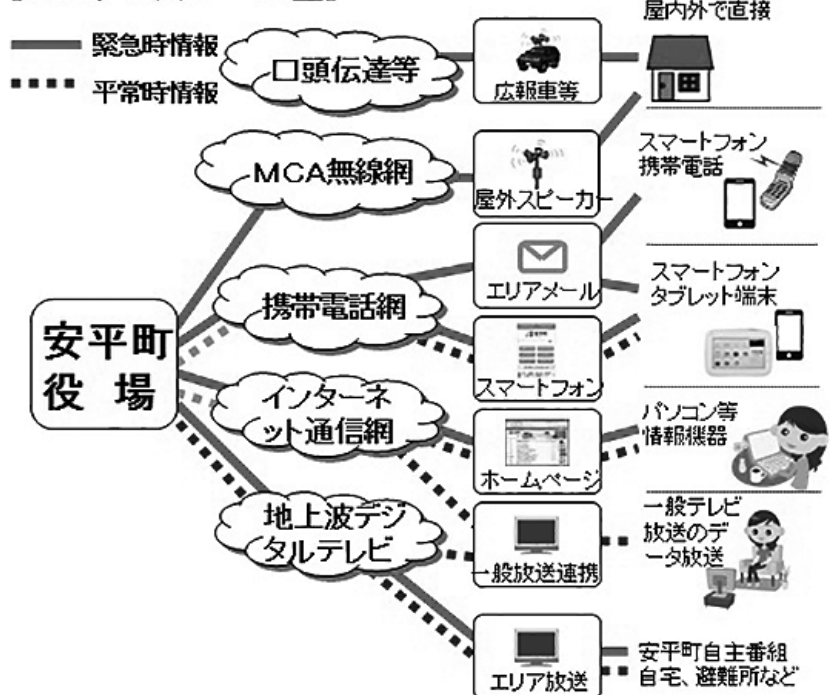 屋内外で直接
緊急時情報
平常時情報
口頭伝達等
広報車等
MCA無線網
屋外スピーカー
スマートフォン
携帯電話
安平町
役　場
携帯電話網
エリアメール
スマートフォン
スマートフォン
タブレット端末
インターネ
ット通信網
ホームページ
パソコン等
情報機器
地上波デジ
タルテレビ
一般放送連携
一般テレビ
放送のデ
ータ放送
エリア放送
安平町自主番組
自宅、避難所など